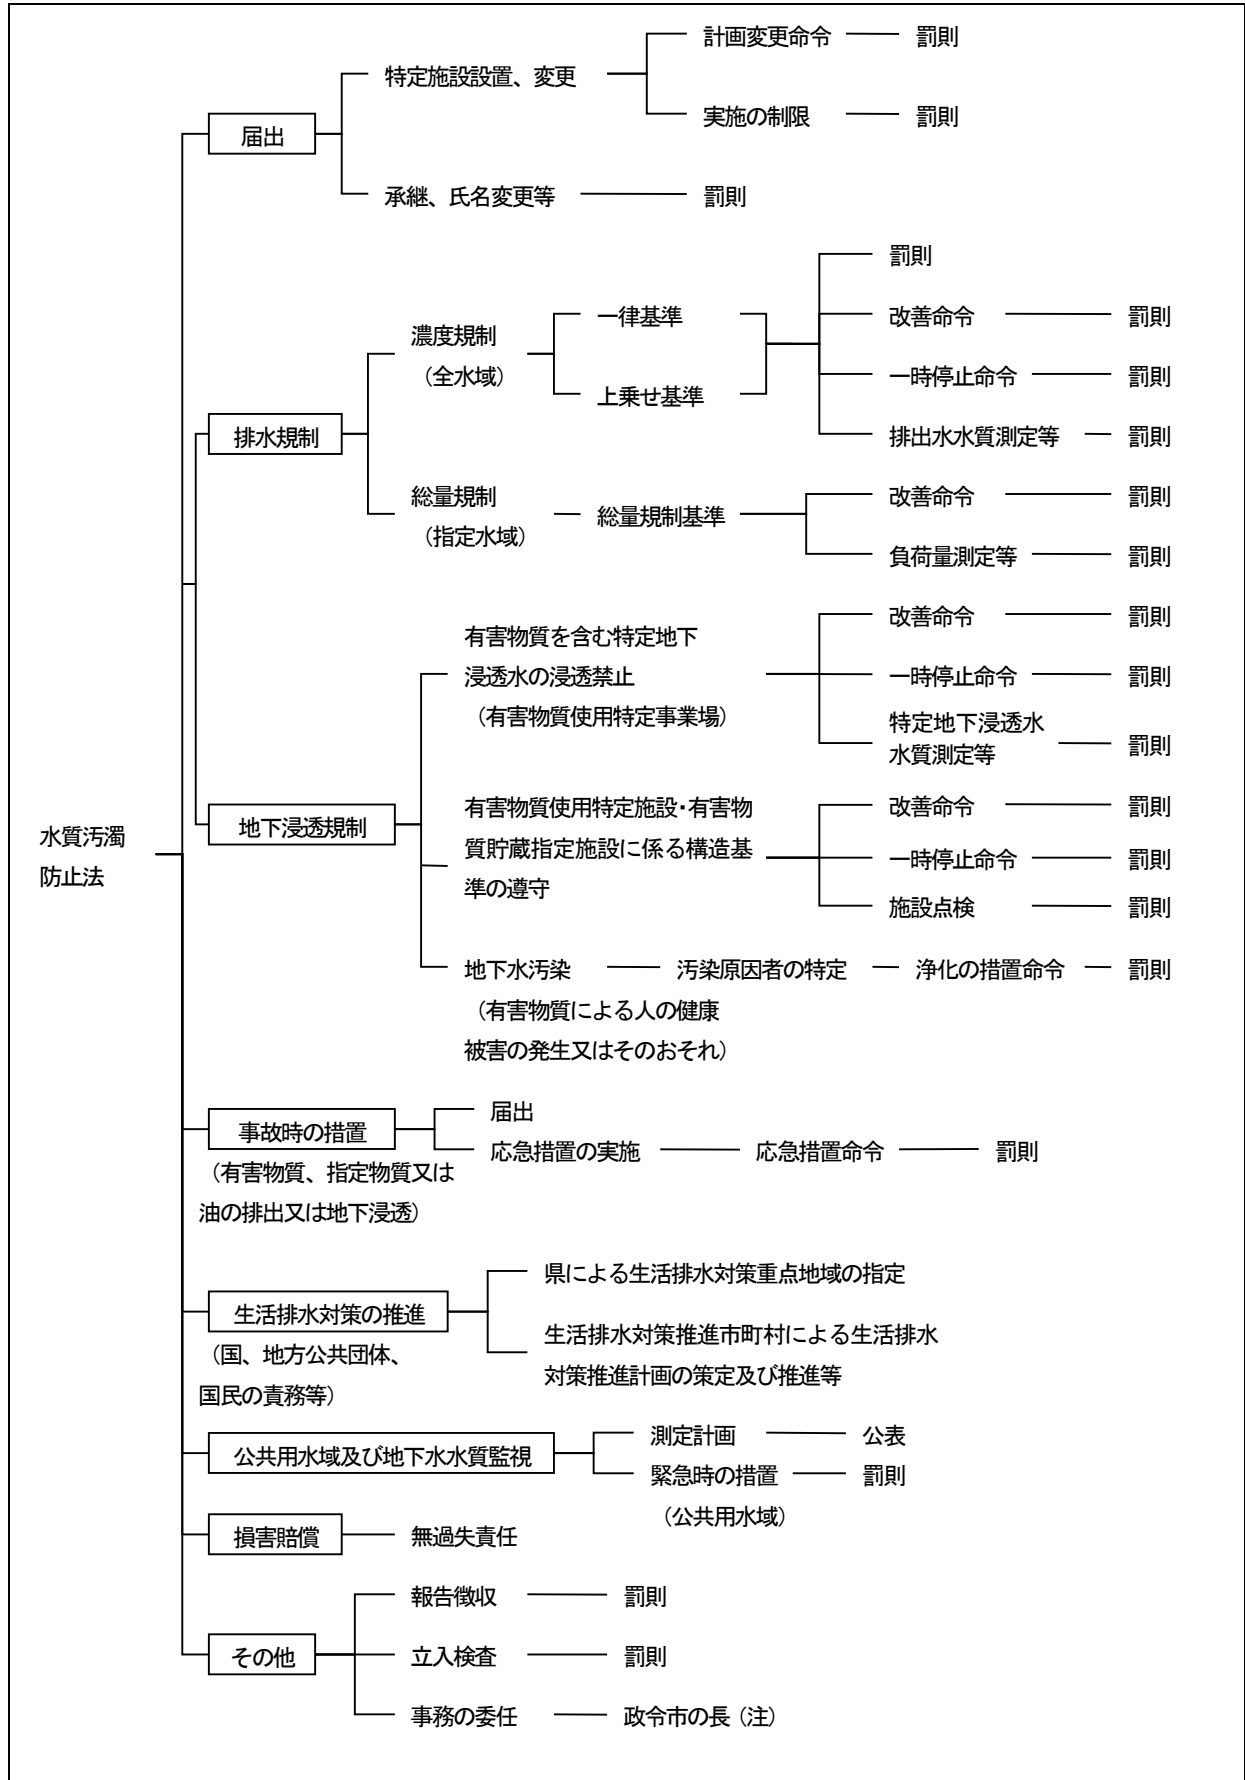 計画変更命令 罰則
特定施設設置、変更
実施の制限 罰則
届出
承継、氏名変更等 罰則
罰則
濃度規制 一律基準 改善命令 罰則
（全水域）
上乗せ基準 一時停止命令 罰則
排水規制 排出水水質測定等 罰則
総量規制 改善命令 罰則
（指定水域） 総量規制基準
負荷量測定等 罰則
有害物質を含む特定地下 改善命令 罰則
浸透水の浸透禁止 一時停止命令 罰則
（有害物質使用特定事業場） 特定地下浸透水
水質測定等 罰則
水質汚濁
防止法
地下浸透規制
有害物質使用特定施設・有害物 改善命令 罰則
質貯蔵指定施設に係る構造基 一時停止命令 罰則
準の遵守 施設点検 罰則
地下水汚染 汚染原因者の特定 浄化の措置命令 罰則
（有害物質による人の健康
被害の発生又はそのおそれ）
事故時の措置 届出
応急措置の実施 応急措置命令 罰則
（有害物質、指定物質又は
油の排出又は地下浸透）
県による生活排水対策重点地域の指定
生活排水対策の推進
生活排水対策推進市町村による生活排水
対策推進計画の策定及び推進等
（国、地方公共団体、
国民の責務等）
測定計画 公表
公共用水域及び地下水水質監視
緊急時の措置 罰則
（公共用水域）
損害賠償 無過失責任
報告徴収 罰則
その他 立入検査 罰則
事務の委任 政令市の長（注）